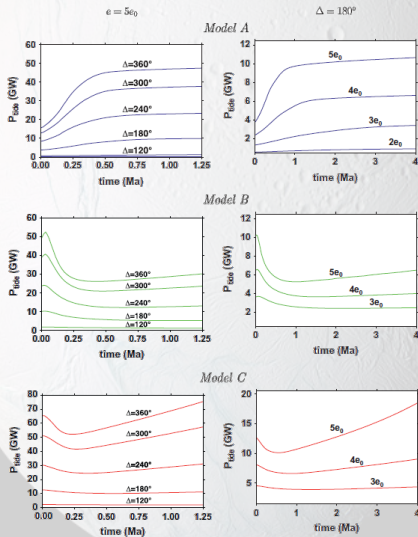 e = 5e₀
Δ = 180°
Model A
P_tide (GW)
60
50
40
30
20
10
0
Δ=360°
Δ=300°
Δ=240°
Δ=180°
Δ=120°
0.00
0.25
0.50
0.75
1.00
1.25
time (Ma)
P_tide (GW)
12
10
8
6
4
2
5e₀
4e₀
3e₀
2e₀
0
1
2
3
4
time (Ma)
Model B
P_tide (GW)
60
50
40
30
20
10
0
Δ=360°
Δ=300°
Δ=240°
Δ=180°
Δ=120°
0.00
0.25
0.50
0.75
1.00
1.25
time (Ma)
P_tide (GW)
12
10
8
6
4
2
5e₀
4e₀
3e₀
0
1
2
3
4
time (Ma)
Model C
P_tide (GW)
80
70
60
50
40
30
20
10
0
Δ=360°
Δ=300°
Δ=240°
Δ=180°
Δ=120°
0.00
0.25
0.50
0.75
1.00
1.25
time (Ma)
P_tide (GW)
20
15
10
5
5e₀
4e₀
3e₀
0
1
2
3
4
time (Ma)